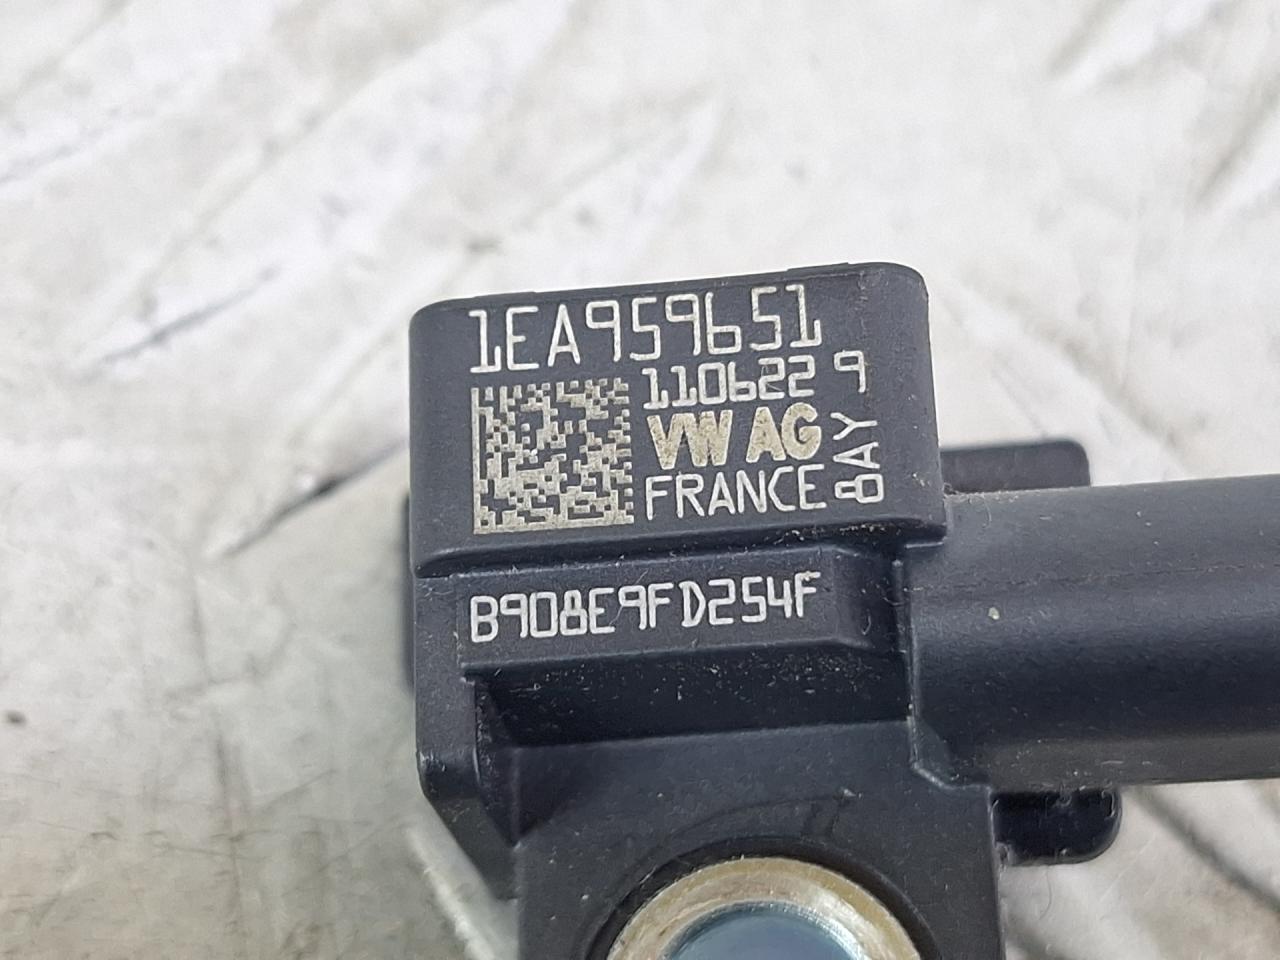 1EA959651
110622 9
VW AG
FRANCE
8AY
B908E9FD254F